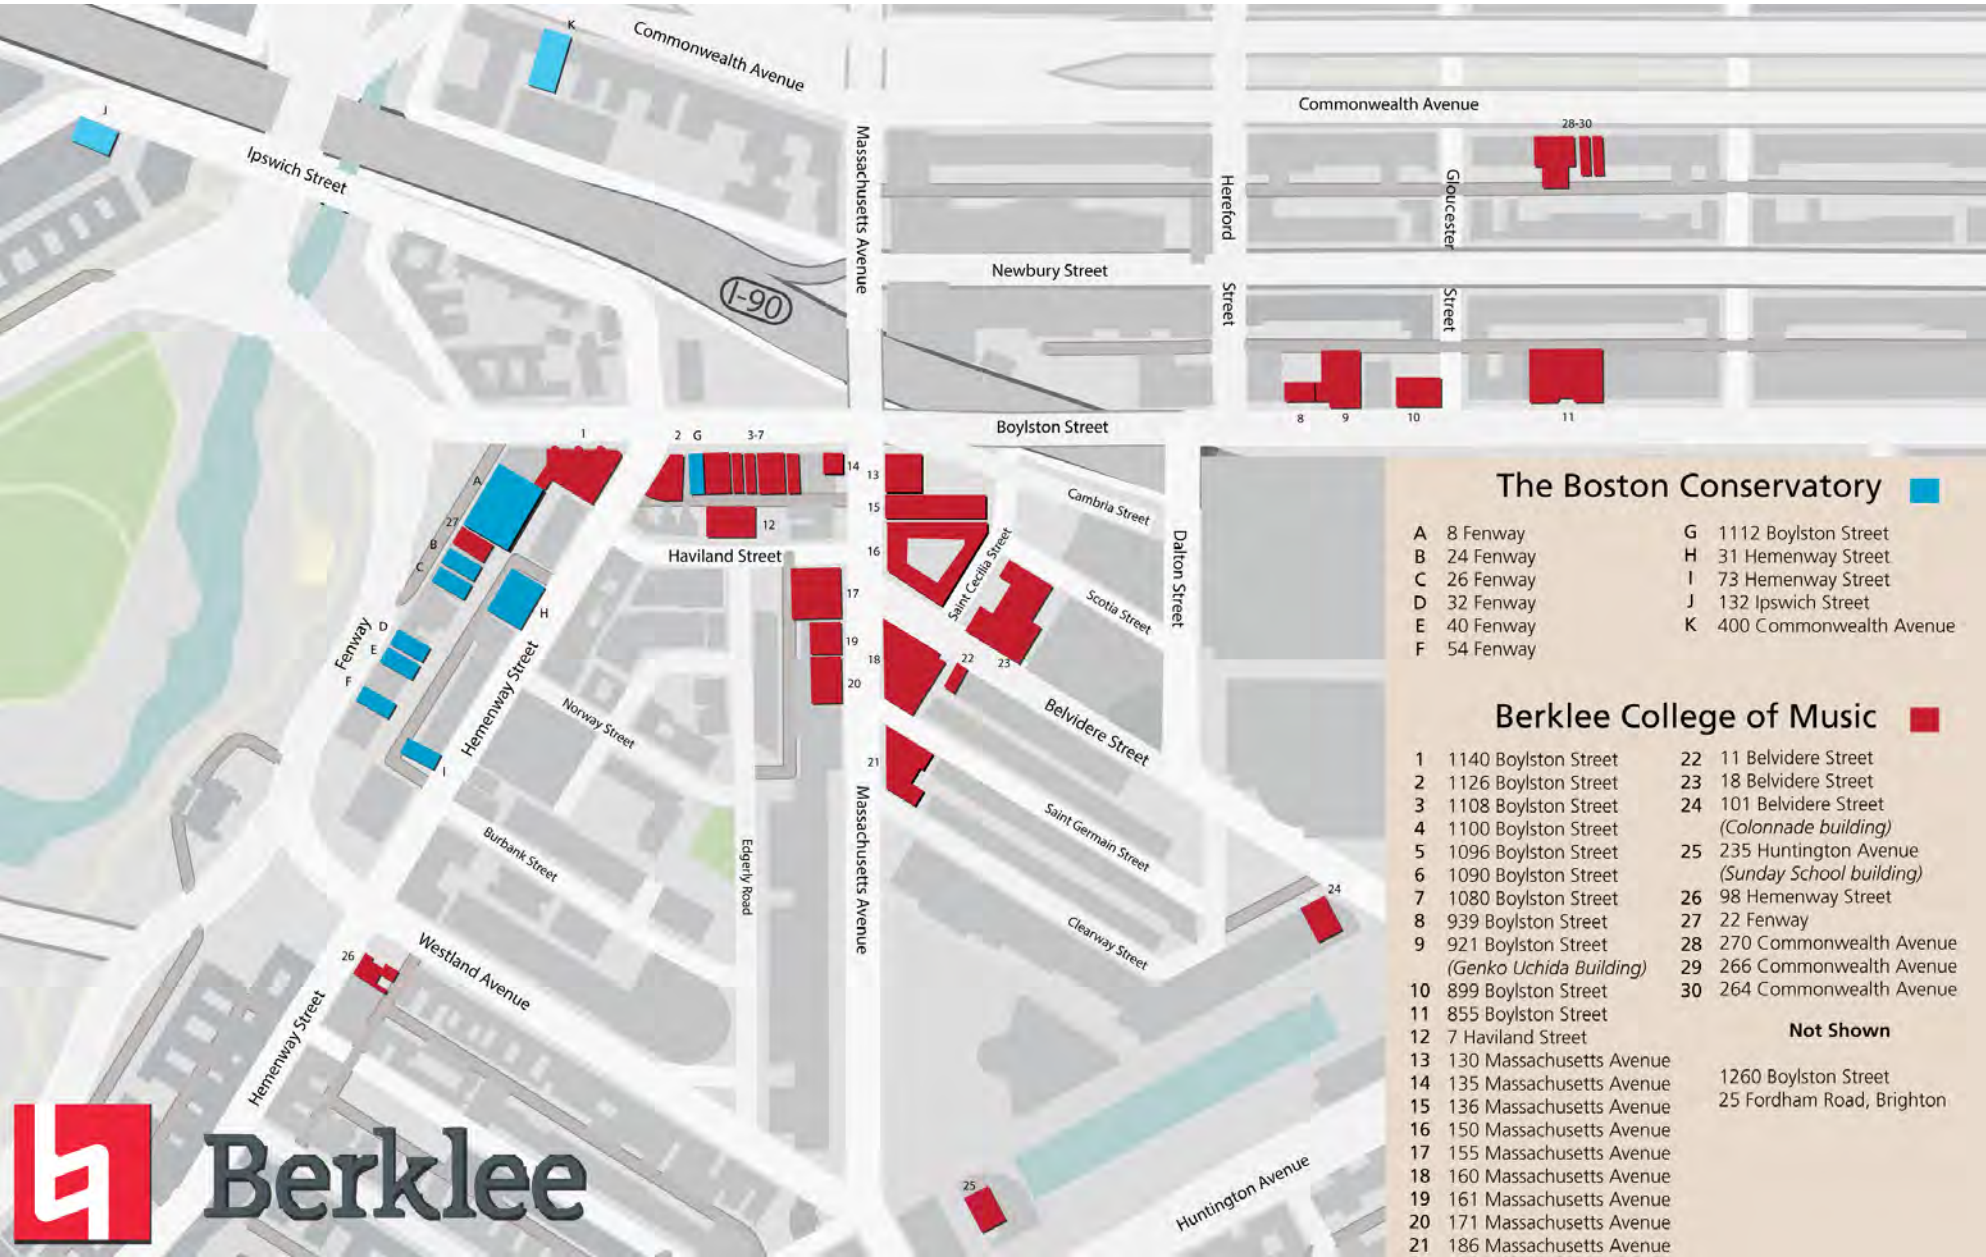 K
Commonwealth Avenue
J
Ipswich Street
Massachusetts Avenue
Commonwealth Avenue
28-30
Hereford
Street
Gloucester
Street
Newbury Street
I-90
Boylston Street
8
9
10
11
1
2
G
3-7
14
13
A
27
B
C
15
12
Haviland Street
16
Cambria Street
Saint Cecilia Street
Dalton Street
H
17
Scotia Street
Fenway
D
E
F
19
18
22
23
20
Hemenway Street
Norway Street
Belvidere Street
I
21
Massachusetts Avenue
Saint Germain Street
Burbank Street
Edgerly Road
Clearway Street
24
26
Westland Avenue
Hemenway Street
25
Huntington Avenue
Berklee
The Boston Conservatory
A 8 Fenway
B 24 Fenway
C 26 Fenway
D 32 Fenway
E 40 Fenway
F 54 Fenway
G 1112 Boylston Street
H 31 Hemenway Street
I 73 Hemenway Street
J 132 Ipswich Street
K 400 Commonwealth Avenue
Berklee College of Music
1 1140 Boylston Street
2 1126 Boylston Street
3 1108 Boylston Street
4 1100 Boylston Street
5 1096 Boylston Street
6 1090 Boylston Street
7 1080 Boylston Street
8 939 Boylston Street
9 921 Boylston Street
(Genko Uchida Building)
10 899 Boylston Street
11 855 Boylston Street
12 7 Haviland Street
13 130 Massachusetts Avenue
14 135 Massachusetts Avenue
15 136 Massachusetts Avenue
16 150 Massachusetts Avenue
17 155 Massachusetts Avenue
18 160 Massachusetts Avenue
19 161 Massachusetts Avenue
20 171 Massachusetts Avenue
21 186 Massachusetts Avenue
22 11 Belvidere Street
23 18 Belvidere Street
24 101 Belvidere Street
(Colonnade building)
25 235 Huntington Avenue
(Sunday School building)
26 98 Hemenway Street
27 22 Fenway
28 270 Commonwealth Avenue
29 266 Commonwealth Avenue
30 264 Commonwealth Avenue
Not Shown
1260 Boylston Street
25 Fordham Road, Brighton